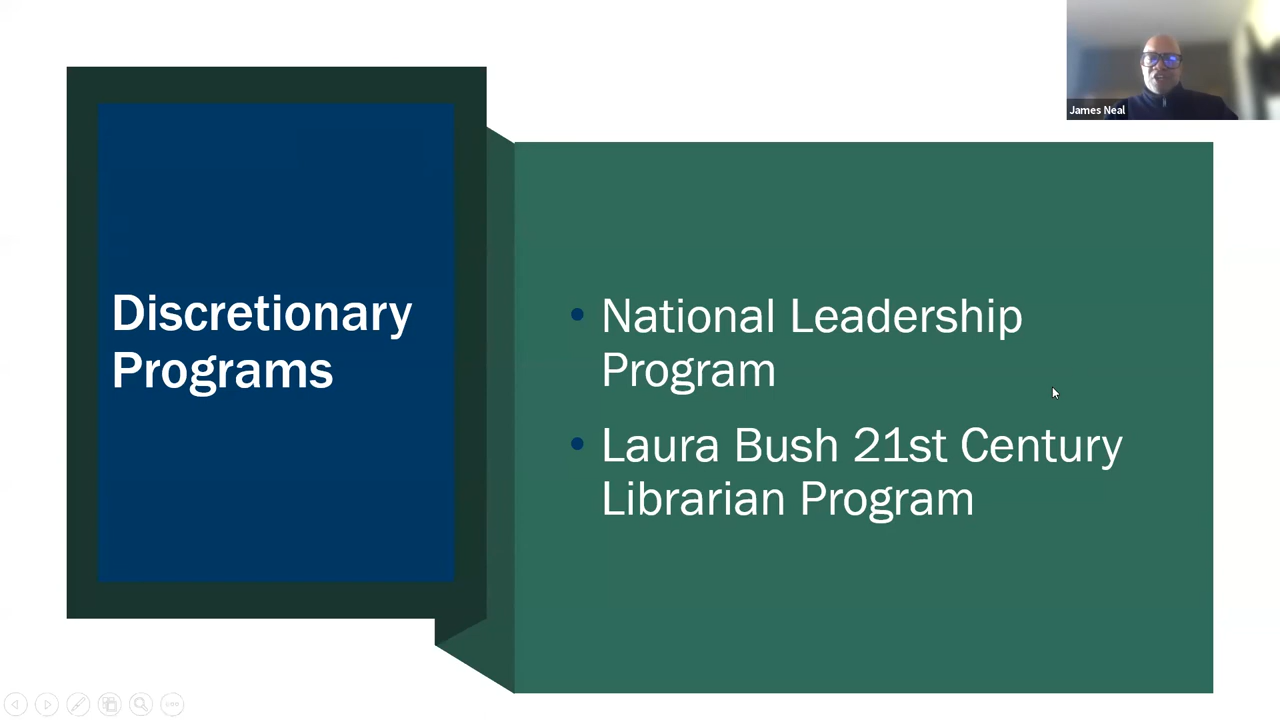 James Neal
Discretionary
Programs
• National Leadership
Program
• Laura Bush 21st Century
Librarian Program